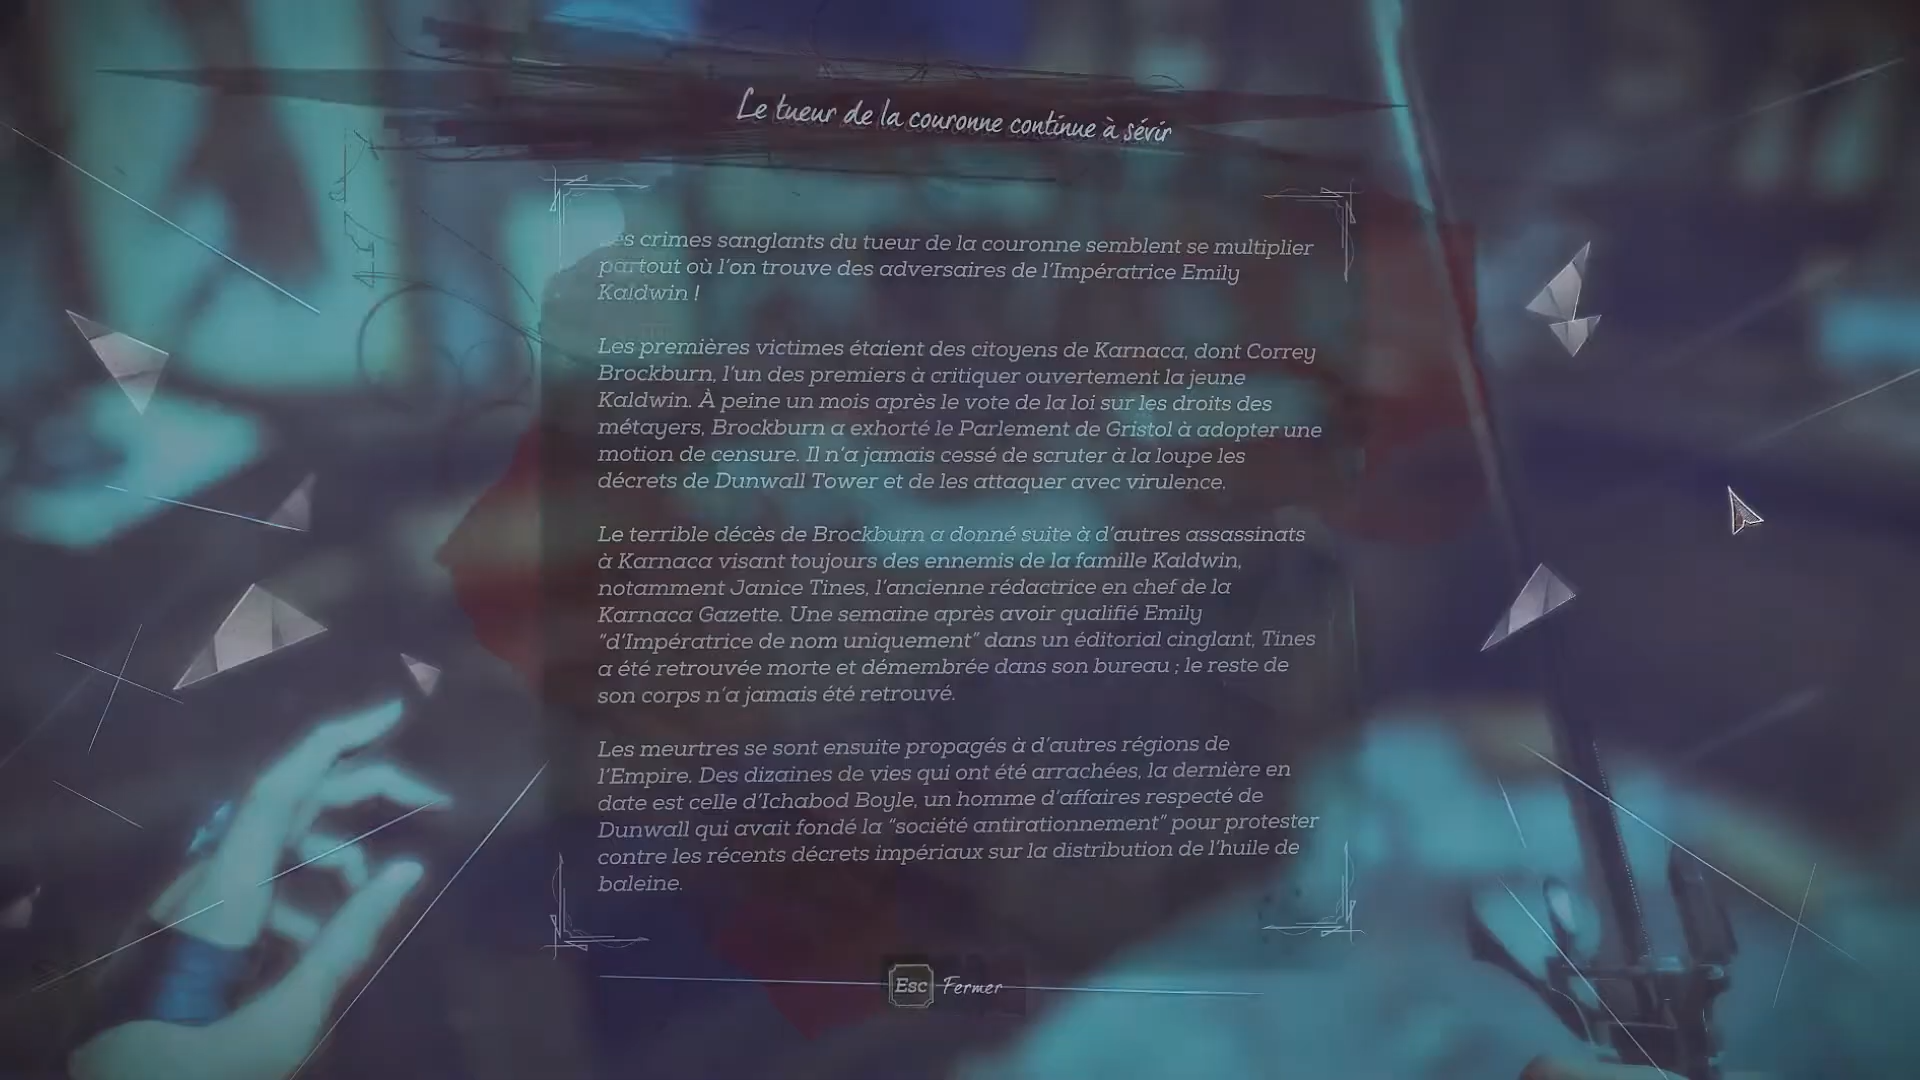 Le tueur de la couronne continue à sévir
Les crimes sanglants du tueur de la couronne semblent se multiplier
partout où l'on trouve des adversaires de l'Impératrice Emily
Kaldwin !
Les premières victimes étaient des citoyens de Karnaca, dont Correy
Brockburn, l'un des premiers à critiquer ouvertement la jeune
Kaldwin. À peine un mois après le vote de la loi sur les droits des
métayers, Brockburn a exhorté le Parlement de Gristol à adopter une
motion de censure. Il n'a jamais cessé de scruter à la loupe les
décrets de Dunwall Tower et de les attaquer avec virulence.
Le terrible décès de Brockburn a donné suite à d'autres assassinats
à Karnaca visant toujours des ennemis de la famille Kaldwin,
notamment Janice Tines, l'ancienne rédactrice en chef de la
Karnaca Gazette. Une semaine après avoir qualifié Emily
"d'Impératrice de nom uniquement" dans un éditorial cinglant, Tines
a été retrouvée morte et démembrée dans son bureau ; le reste de
son corps n'a jamais été retrouvé.
Les meurtres se sont ensuite propagés à d'autres régions de
l'Empire. Des dizaines de vies qui ont été arrachées, la dernière en
date est celle d'Ichabod Boyle, un homme d'affaires respecté de
Dunwall qui avait fondé la "société antirationnement" pour protester
contre les récents décrets impériaux sur la distribution de l'huile de
baleine.
Esc Fermer